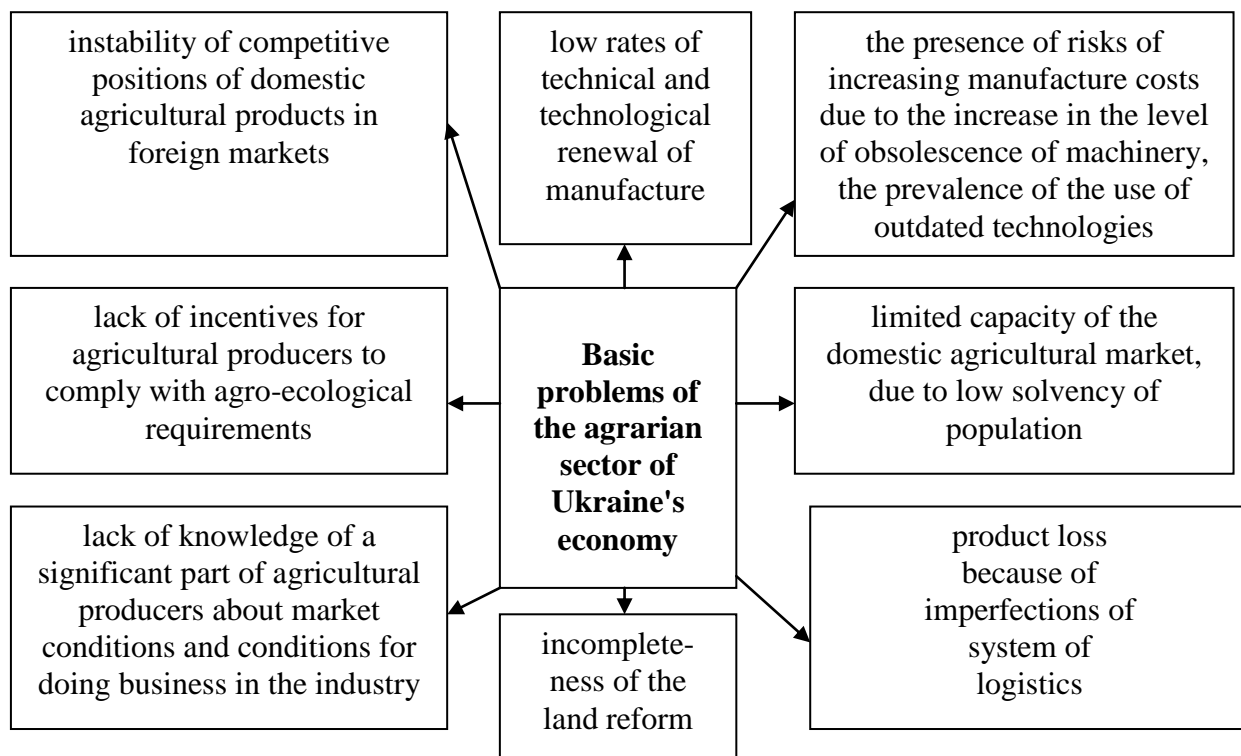 instability of competitive
positions of domestic
agricultural products in
foreign markets
low rates of
technical and
technological
renewal of
manufacture
the presence of risks of
increasing manufacture costs
due to the increase in the level
of obsolescence of machinery,
the prevalence of the use of
outdated technologies
lack of incentives for
agricultural producers to
comply with agro-ecological
requirements
Basic
problems of
the agrarian
sector of
Ukraine's
economy
limited capacity of the
domestic agricultural market,
due to low solvency of
population
lack of knowledge of a
significant part of agricultural
producers about market
conditions and conditions for
doing business in the industry
incomplete-
ness of the
land reform
product loss
because of
imperfections of
system of
logistics